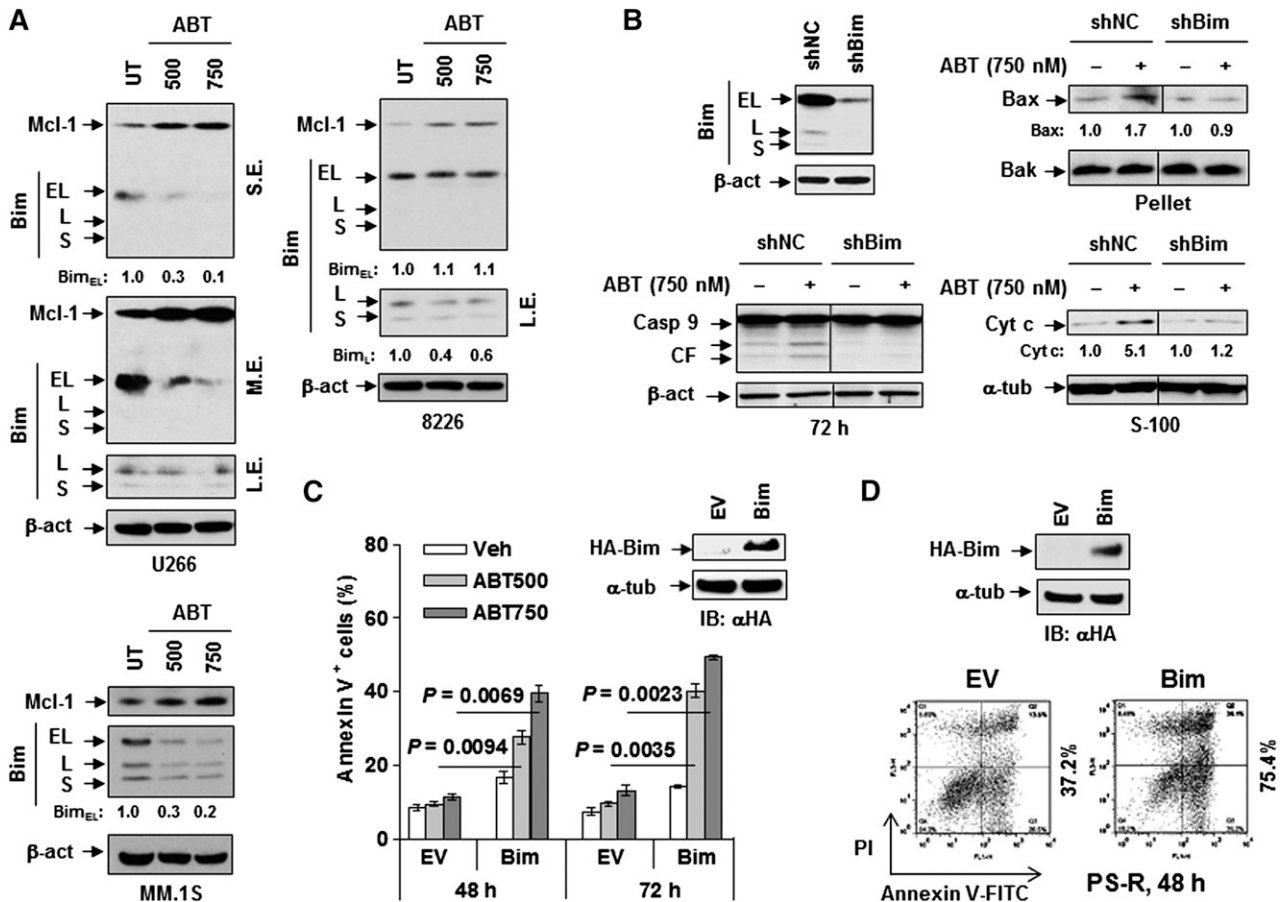 A
ABT
UT 500 750
Mcl-1
Bim
EL
L
S
S.E.
BimEL: 1.0 0.3 0.1
Mcl-1
Bim
EL
L
S
M.E.
L
S
L.E.
β-act
U266
ABT
UT 500 750
Mcl-1
Bim
EL
L
S
BimEL: 1.0 0.3 0.2
β-act
MM.1S
ABT
UT 500 750
Mcl-1
Bim
EL
L
S
BimEL: 1.0 1.1 1.1
L
S
L.E.
BimL: 1.0 0.4 0.6
β-act
8226
B
shNC shBim
Bim
EL
L
S
β-act
shNC shBim
ABT (750 nM) – + – +
Bax
Bax: 1.0 1.7 1.0 0.9
Bak
Pellet
shNC shBim
ABT (750 nM) – + – +
Casp 9
CF
β-act
72 h
shNC shBim
ABT (750 nM) – + – +
Cyt c
Cyt c: 1.0 5.1 1.0 1.2
α-tub
S-100
C
EV Bim
HA-Bim
α-tub
IB: αHA
AnnexIn V+ cells (%)
80
60
40
20
0
Veh
ABT500
ABT750
P = 0.0069
P = 0.0094
P = 0.0023
P = 0.0035
EV Bim EV Bim
48 h 72 h
D
EV Bim
HA-Bim
α-tub
IB: αHA
EV Bim
37.2%
75.4%
PI
Annexin V-FITC
PS-R, 48 h